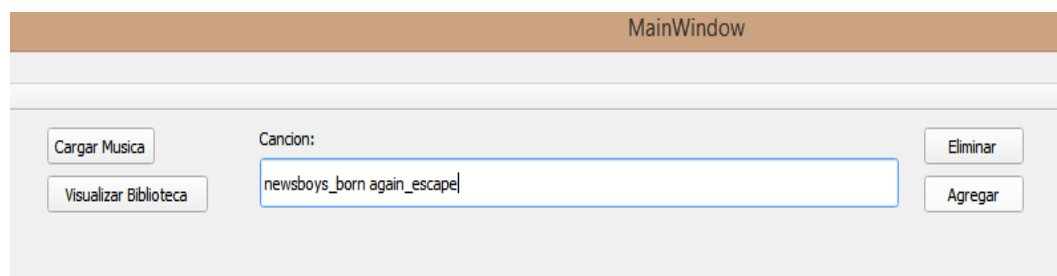 MainWindow
Cargar Musica
Cancion:
Eliminar
newsboys_born again_escape
Visualizar Biblioteca
Agregar